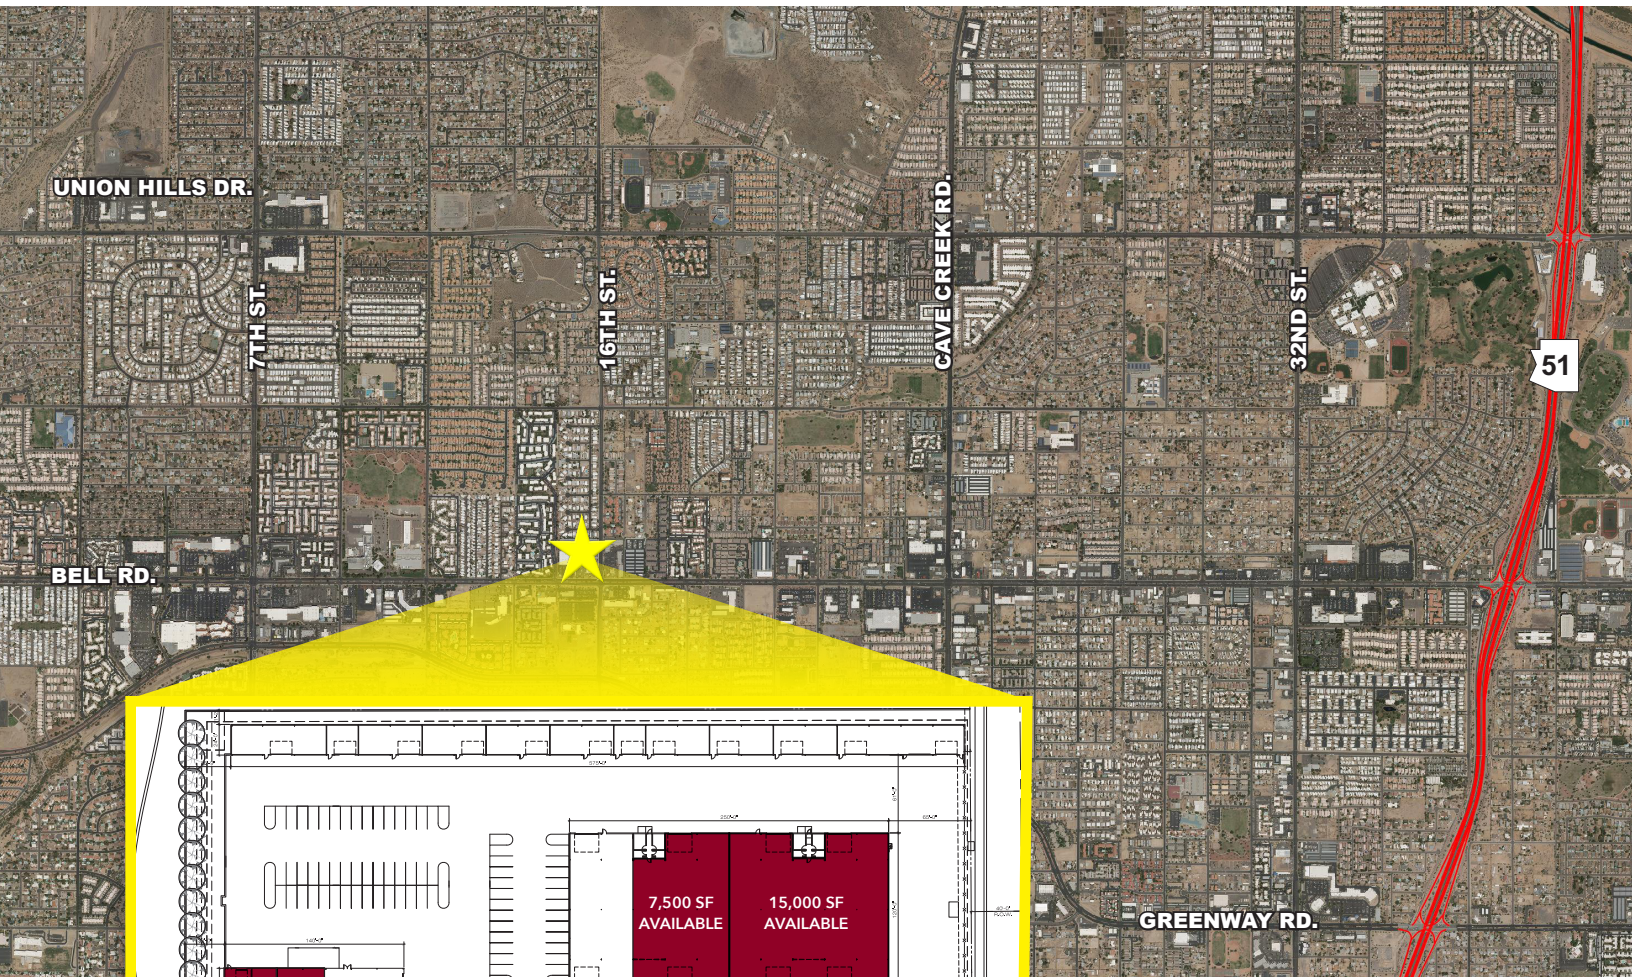 UNION HILLS DR.
7TH ST.
16TH ST.
CAVE CREEK RD.
32ND ST.
51
BELL RD.
7,500 SF
AVAILABLE
15,000 SF
AVAILABLE
GREENWAY RD.